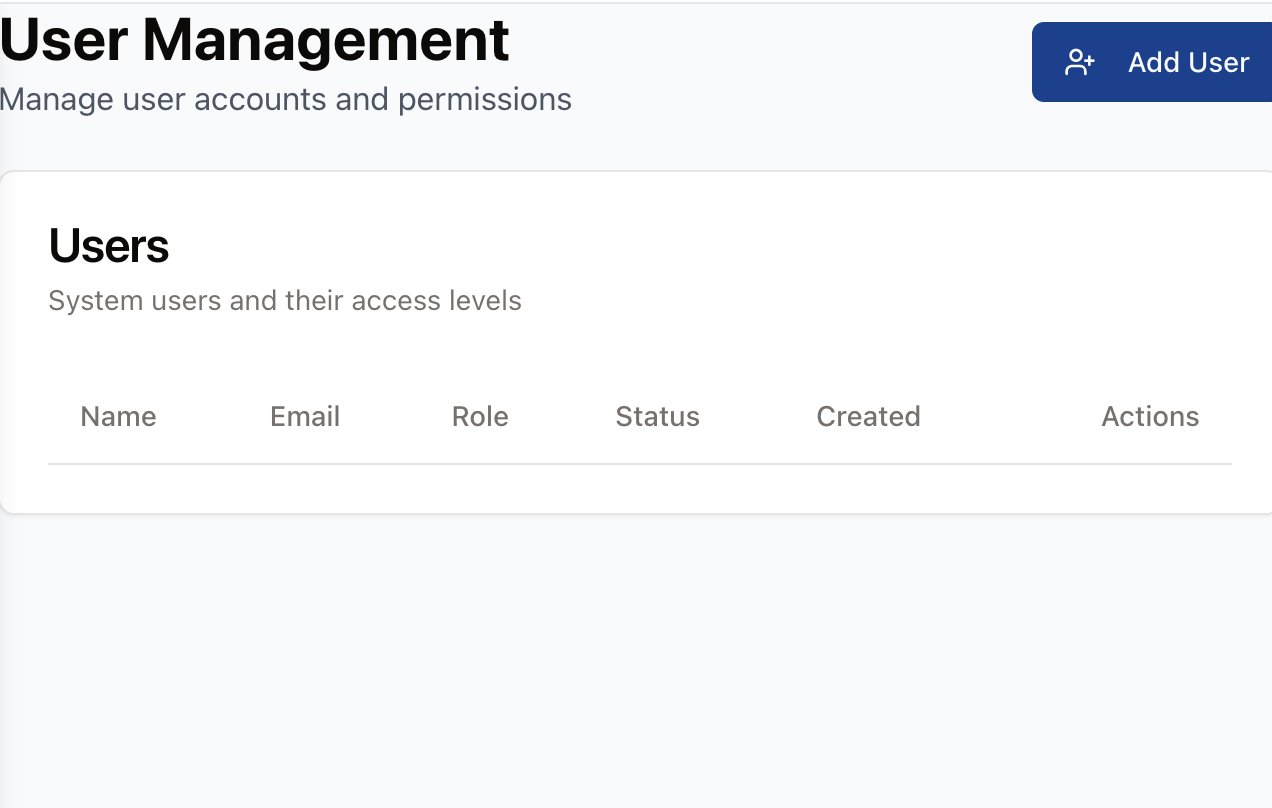 User Management
Add User
Manage user accounts and permissions
Users
System users and their access levels
Name Email Role Status Created Actions